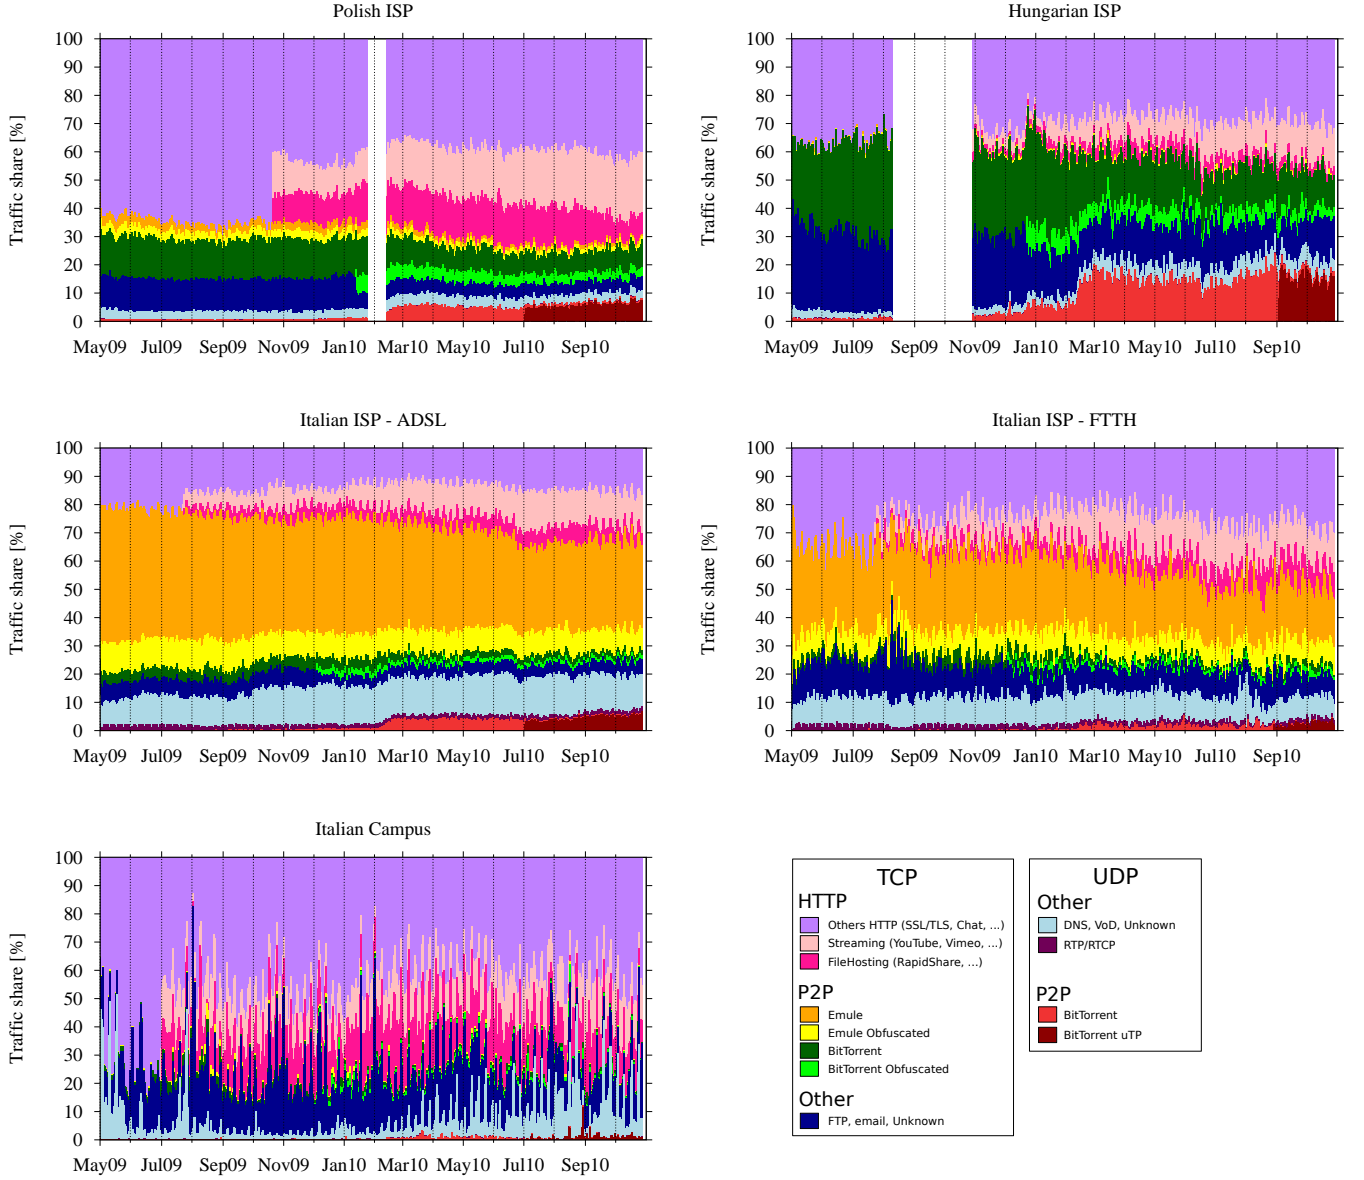 Polish ISP
Traffic share [%]
100
90
80
70
60
50
40
30
20
10
0
May09 Jul09 Sep09 Nov09 Jan10 Mar10 May10 Jul10 Sep10
Hungarian ISP
Traffic share [%]
100
90
80
70
60
50
40
30
20
10
0
May09 Jul09 Sep09 Nov09 Jan10 Mar10 May10 Jul10 Sep10
Italian ISP - ADSL
Traffic share [%]
100
90
80
70
60
50
40
30
20
10
0
May09 Jul09 Sep09 Nov09 Jan10 Mar10 May10 Jul10 Sep10
Italian ISP - FTTH
Traffic share [%]
100
90
80
70
60
50
40
30
20
10
0
May09 Jul09 Sep09 Nov09 Jan10 Mar10 May10 Jul10 Sep10
Italian Campus
Traffic share [%]
100
90
80
70
60
50
40
30
20
10
0
May09 Jul09 Sep09 Nov09 Jan10 Mar10 May10 Jul10 Sep10
TCP
HTTP
Others HTTP (SSL/TLS, Chat, ...)
Streaming (YouTube, Vimeo, ...)
FileHosting (RapidShare, ...)
P2P
Emule
Emule Obfuscated
BitTorrent
BitTorrent Obfuscated
Other
FTP, email, Unknown
UDP
Other
DNS, VoD, Unknown
RTP/RTCP
P2P
BitTorrent
BitTorrent uTP